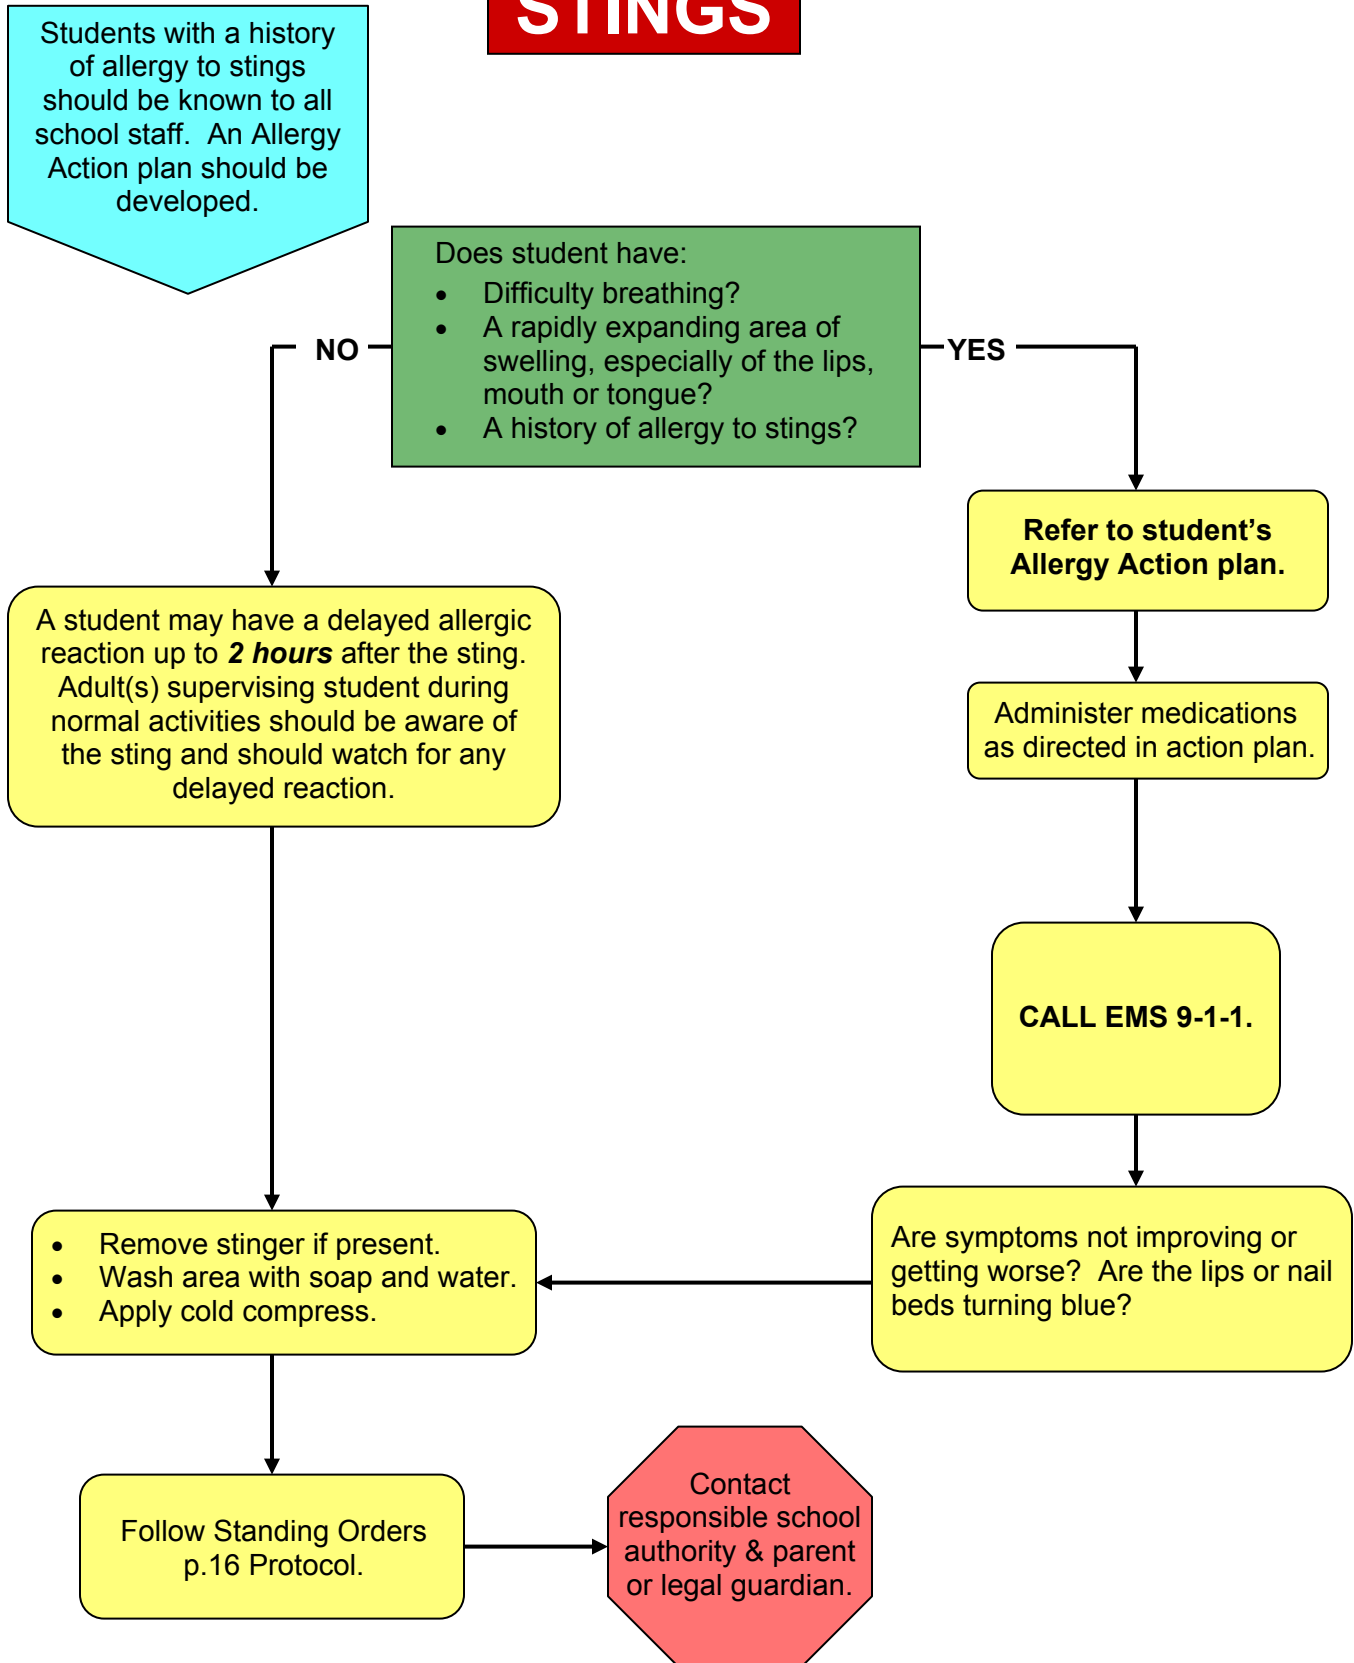 STINGS
Students with a history
of allergy to stings
should be known to all
school staff.  An Allergy
Action plan should be
developed.
Does student have:
• Difficulty breathing?
• A rapidly expanding area of
swelling, especially of the lips,
mouth or tongue?
• A history of allergy to stings?
NO
YES
Refer to student’s
Allergy Action plan.
A student may have a delayed allergic
reaction up to 2 hours after the sting.
Adult(s) supervising student during
normal activities should be aware of
the sting and should watch for any
delayed reaction.
Administer medications
as directed in action plan.
CALL EMS 9-1-1.
Are symptoms not improving or
getting worse?  Are the lips or nail
beds turning blue?
• Remove stinger if present.
• Wash area with soap and water.
• Apply cold compress.
Follow Standing Orders
p.16 Protocol.
Contact
responsible school
authority & parent
or legal guardian.